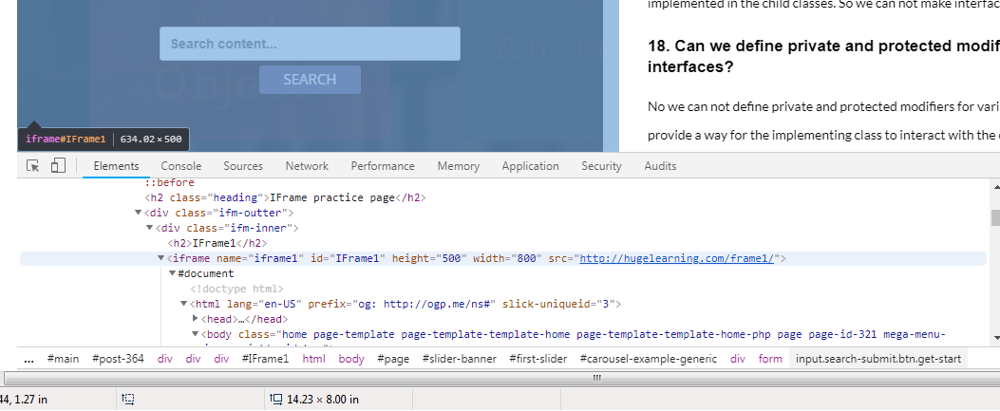 implemented in the child classes. So we can not make interfac
Search content...
SEARCH
18. Can we define private and protected modif
interfaces?
No we can not define private and protected modifiers for vari
provide a way for the implementing class to interact with the
iframe#IFrame1 | 634.02×500
Elements Console Sources Network Performance Memory Application Security Audits
::before
<h2 class="heading">IFrame practice page</h2>
▼<div class="ifm-outter">
▼<div class="ifm-inner">
<h2>IFrame1</h2>
▼<iframe name="iframe1" id="IFrame1" height="500" width="800" src="http://hugelearning.com/frame1/">
▼#document
<!doctype html>
▼<html lang="en-US" prefix="og: http://ogp.me/ns#" slick-uniqueid="3">
▶<head>…</head>
▼<body class="home page-template page-template-template-home page-template-template-home-php page page-id-321 mega-menu-
... #main #post-364 div div div #IFrame1 html body #page #slider-banner #first-slider #carousel-example-generic div form input.search-submit.btn.get-start
44, 1.27 in 14.23 × 8.00 in